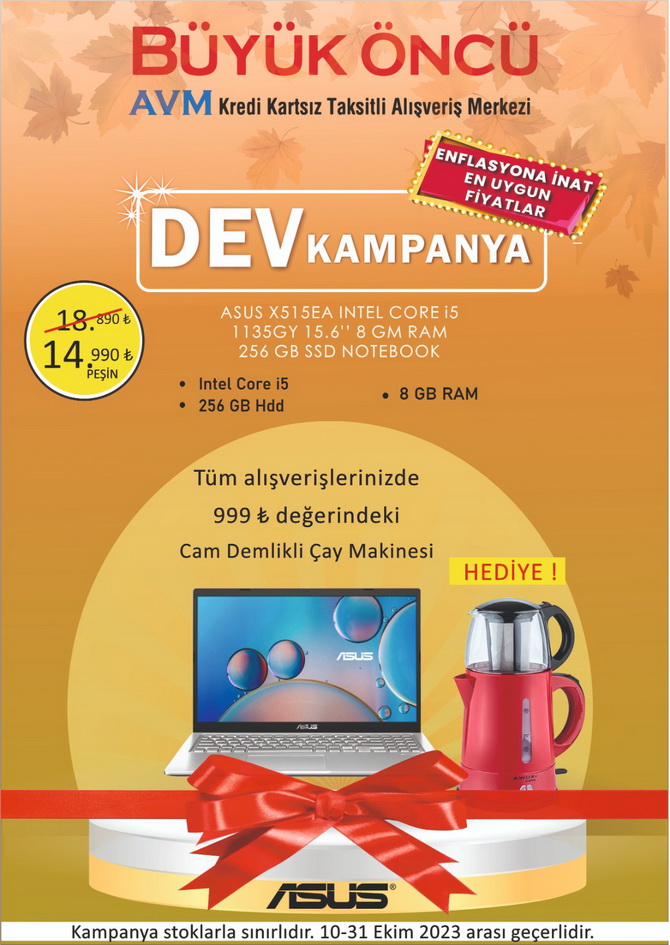 BÜYÜK ÖNCÜ
AVM Kredi Kartsız Taksitli Alışveriş Merkezi
ENFLASYONA İNAT
EN UYGUN
FİYATLAR
DEV KAMPANYA
18.890 ₺
14.990 ₺
PEŞİN
ASUS X515EA INTEL CORE i5
1135GY 15.6'' 8 GM RAM
256 GB SSD NOTEBOOK
• Intel Core i5
• 256 GB Hdd
• 8 GB RAM
Tüm alışverişlerinizde
999 ₺ değerindeki
Cam Demlikli Çay Makinesi
HEDİYE !
ASUS
ASUS
ASUS®
Kampanya stoklarla sınırlıdır. 10-31 Ekim 2023 arası geçerlidir.